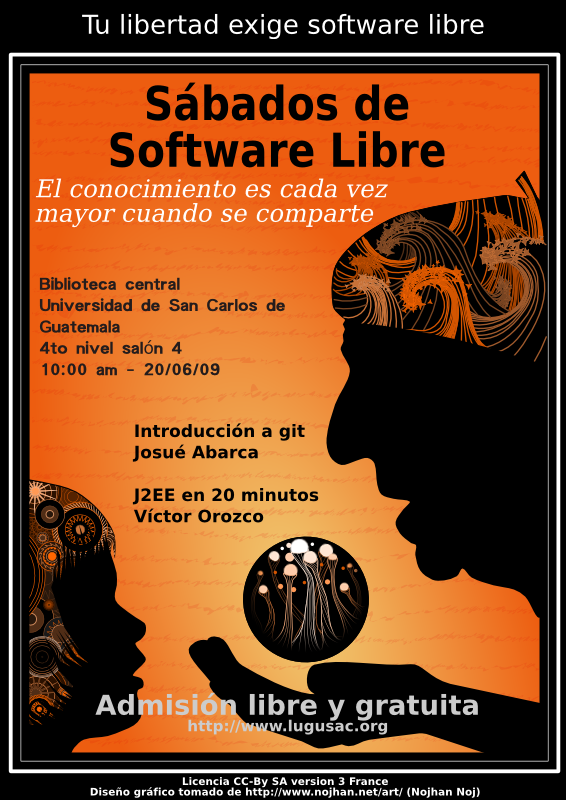 Tu libertad exige software libre
Sábados de
Software Libre
El conocimiento es cada vez
mayor cuando se comparte
Biblioteca central
Universidad de San Carlos de
Guatemala
4to nivel salón 4
10:00 am - 20/06/09
Introducción a git
Josué Abarca
J2EE en 20 minutos
Víctor Orozco
Admisión libre y gratuita
http://www.lugusac.org
Licencia CC-By SA version 3 France
Diseño gráfico tomado de http://www.nojhan.net/art/ (Nojhan Noj)